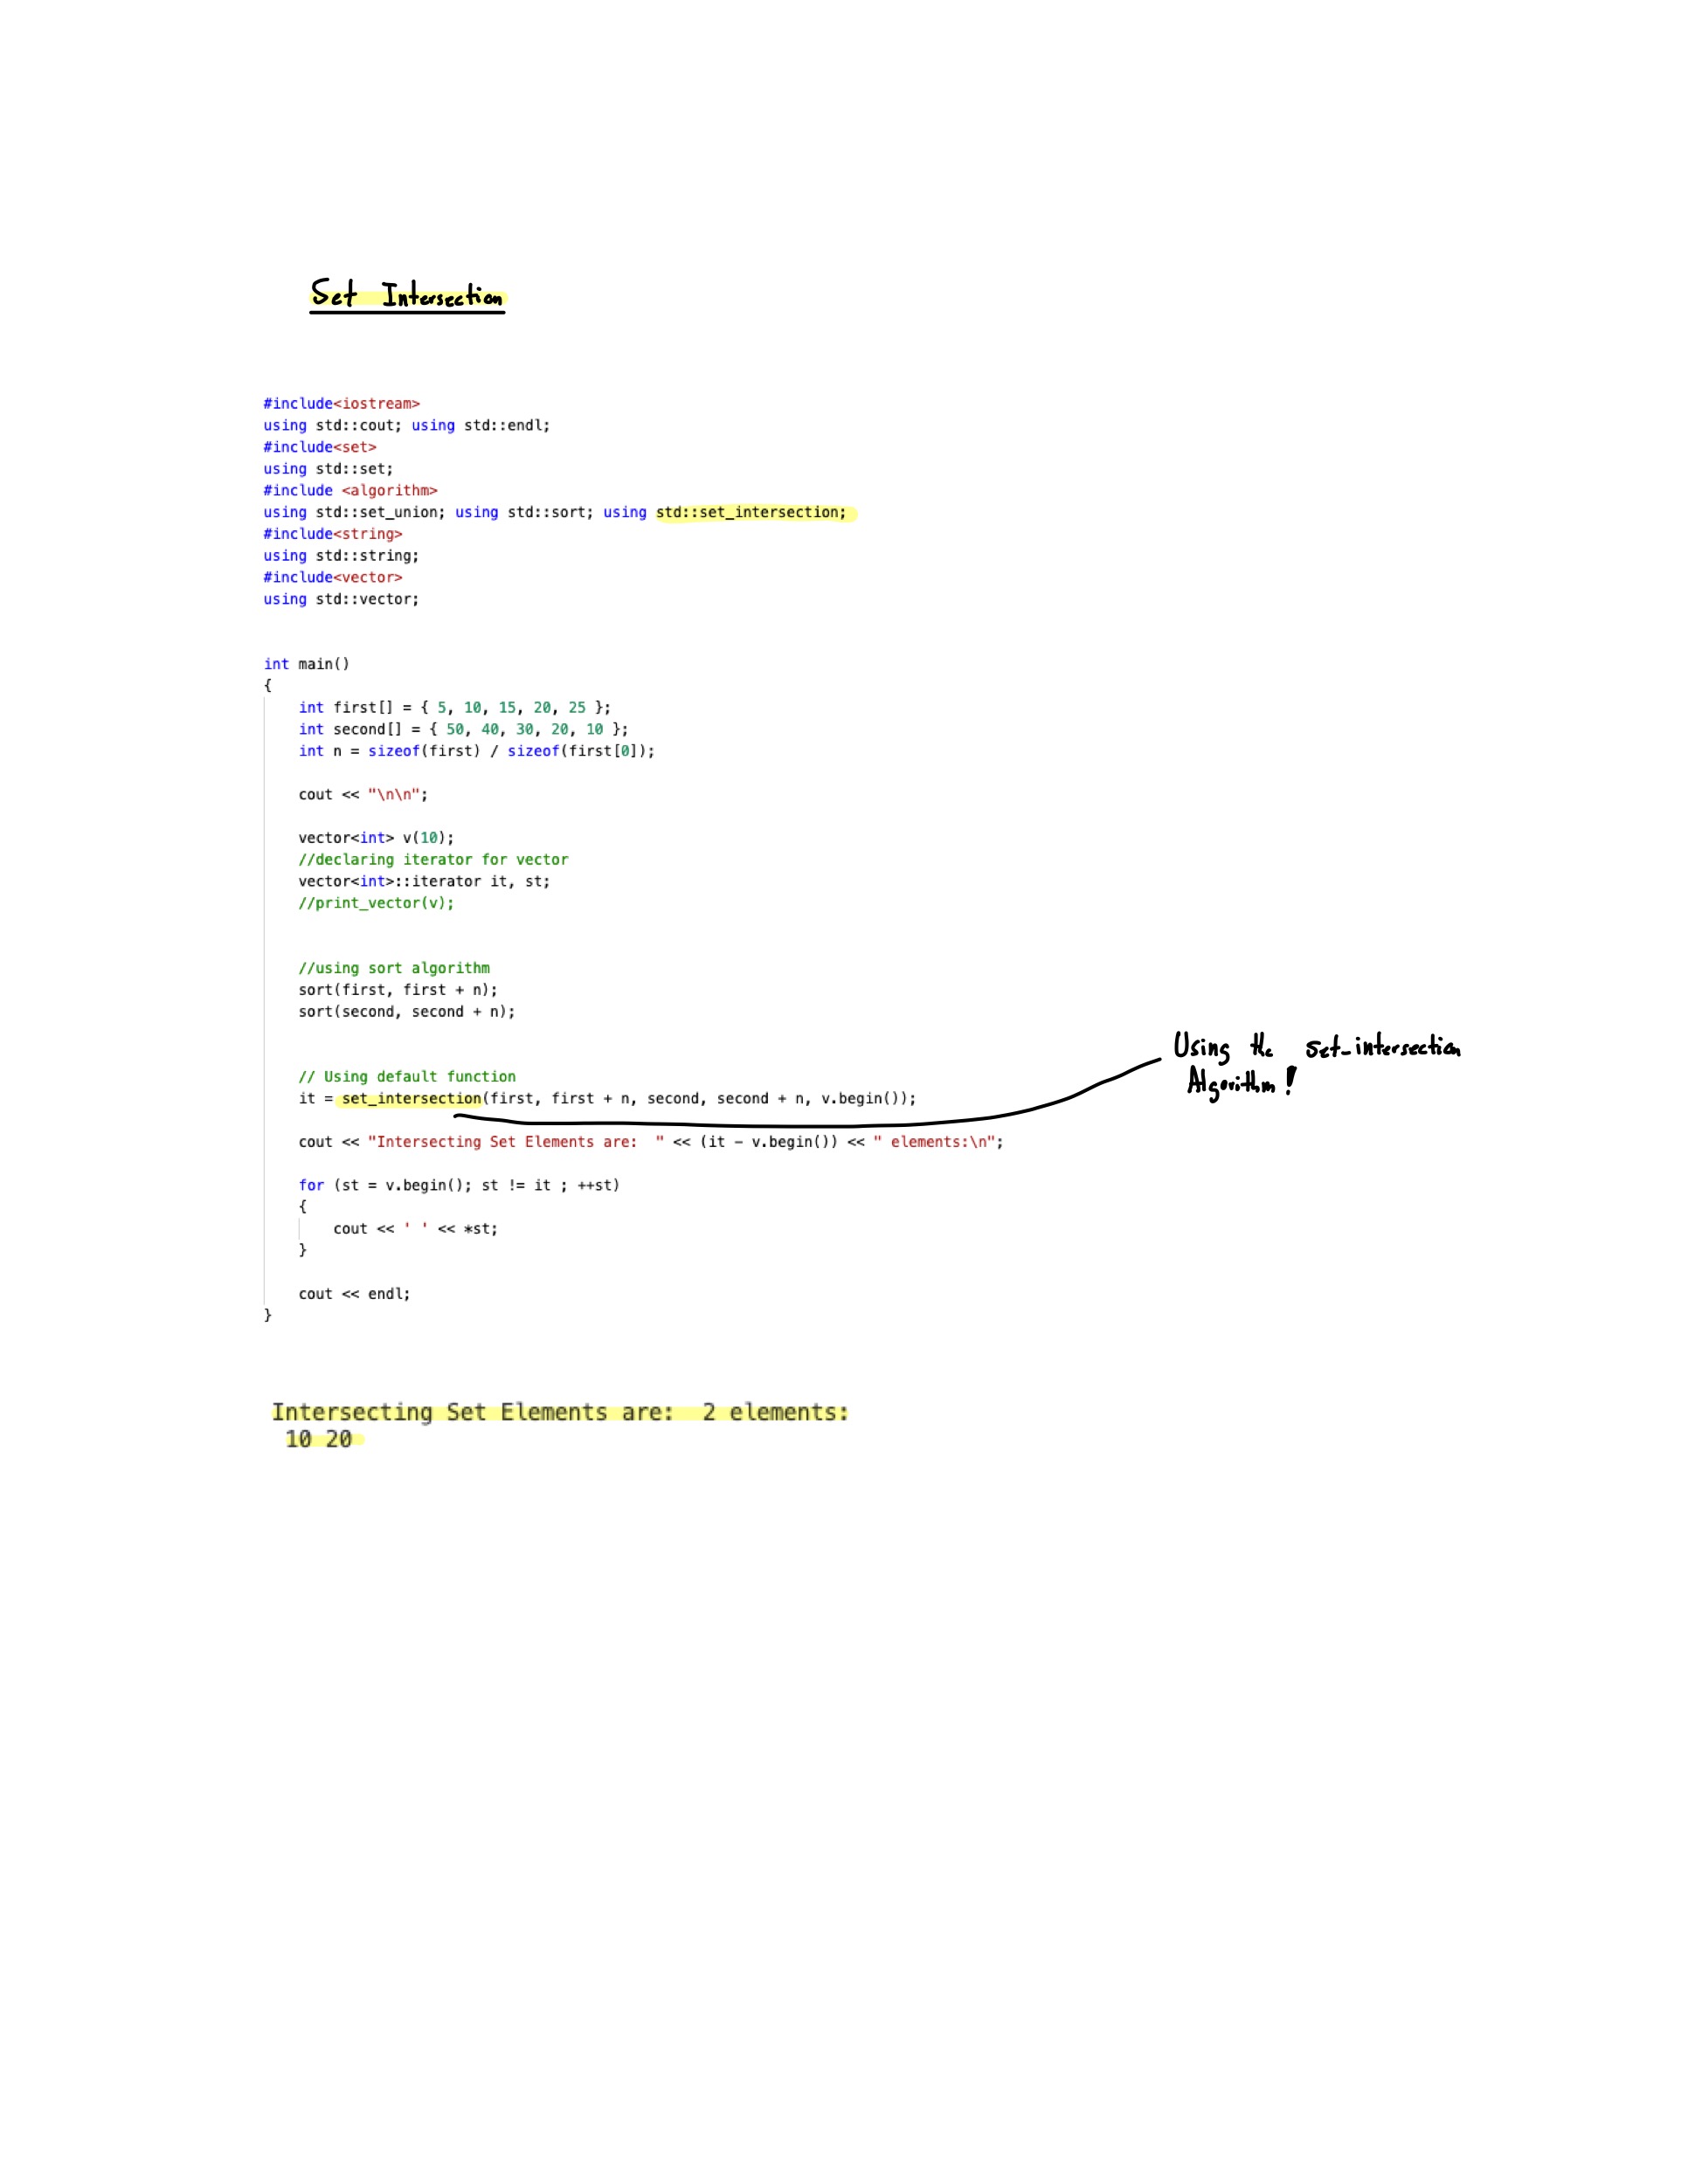 Set Intersection
#include<iostream>
using std::cout; using std::endl;
#include<set>
using std::set;
#include <algorithm>
using std::set_union; using std::sort; using std::set_intersection;
#include<string>
using std::string;
#include<vector>
using std::vector;
int main()
{
    int first[] = { 5, 10, 15, 20, 25 };
    int second[] = { 50, 40, 30, 20, 10 };
    int n = sizeof(first) / sizeof(first[0]);
    cout << "\n\n";
    vector<int> v(10);
    //declaring iterator for vector
    vector<int>::iterator it, st;
    //print_vector(v);
    //using sort algorithm
    sort(first, first + n);
    sort(second, second + n);
    // Using default function
    it = set_intersection(first, first + n, second, second + n, v.begin());
Using the set-intersection
Algorithm!
    cout << "Intersecting Set Elements are:  " << (it - v.begin()) << " elements:\n";
    for (st = v.begin(); st != it ; ++st)
    {
        cout << ' ' << *st;
    }
    cout << endl;
}
Intersecting Set Elements are:  2 elements:
 10 20